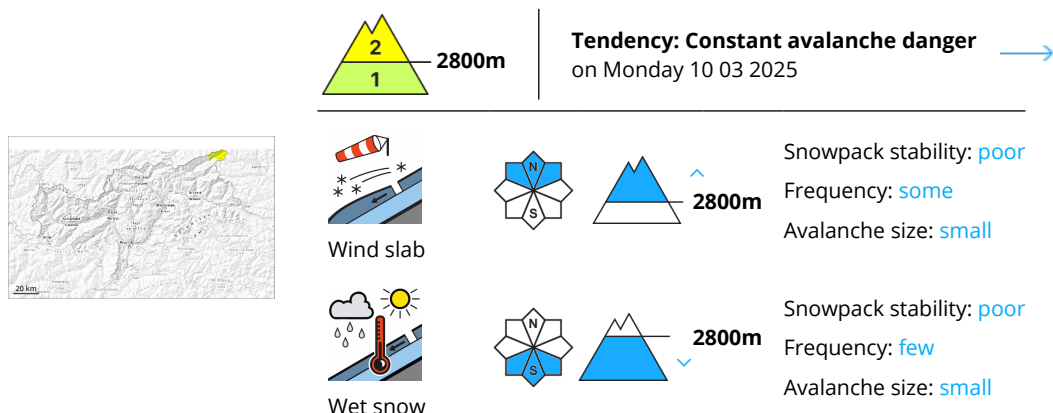 2
2800m
1
Tendency: Constant avalanche danger
on Monday 10 03 2025
20 km
Wind slab
N
S
2800m
Snowpack stability: poor
Frequency: some
Avalanche size: small
Wet snow
N
S
2800m
Snowpack stability: poor
Frequency: few
Avalanche size: small